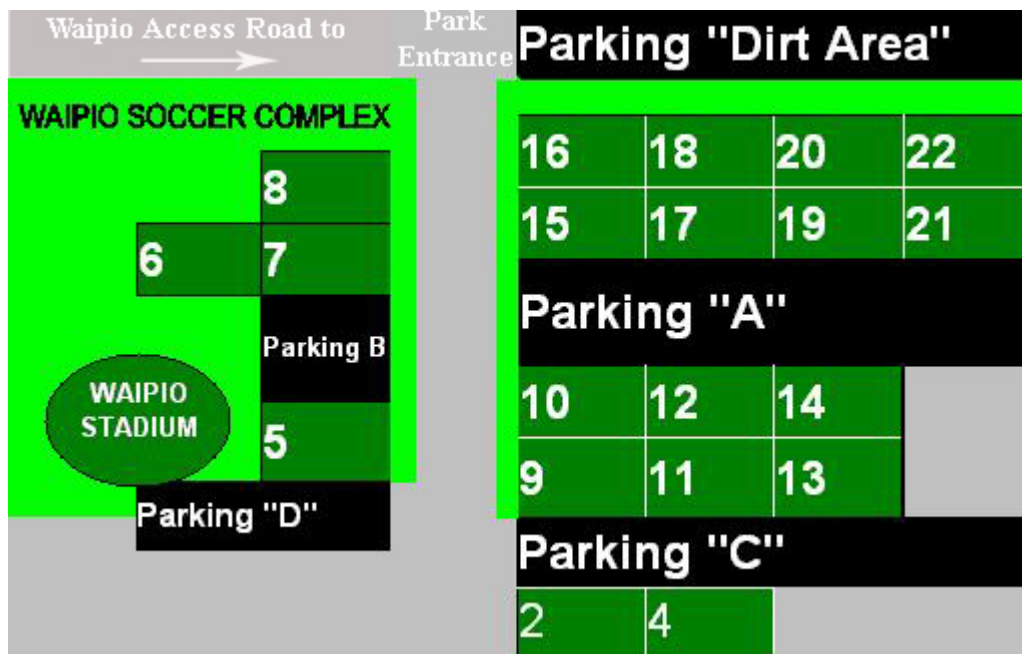 Waipio Access Road to
Park
Entrance
Parking "Dirt Area"
WAIPIO SOCCER COMPLEX
8
6 7
Parking B
WAIPIO
STADIUM
5
Parking "D"
16 18 20 22
15 17 19 21
Parking "A"
10 12 14
9 11 13
Parking "C"
2 4